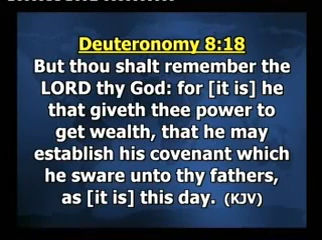 Deuteronomy 8:18
But thou shalt remember the
LORD thy God: for [it is] he
that giveth thee power to
get wealth, that he may
establish his covenant which
he sware unto thy fathers,
as [it is] this day. (KJV)